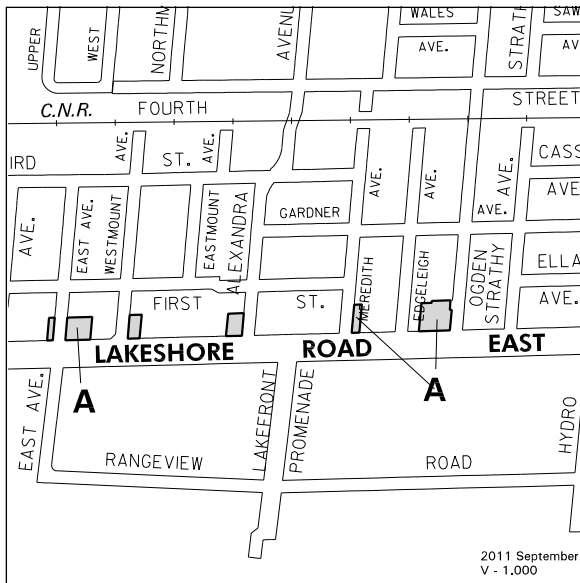 UPPER
WEST
NORTHM
AVENU
WALES
AVE.
STRATH
SAW
AV
C.N.R.
FOURTH
STREET
IRD
AVE.
ST.
AVE.
AVE.
AVE.
AVE.
CASS
AVE
AVE.
EAST AVE.
WESTMOUNT
EASTMOUNT
ALEXANDRA
GARDNER
AVE.
MEREDITH
EDGELEIGH
OGDEN
STRATHY
ELLA
AVE.
FIRST
ST.
LAKESHORE
ROAD
EAST
A
A
EAST AVE.
RANGEVIEW
LAKEFRONT
PROMENADE
ROAD
HYDRO
2011 September
V - 1.000